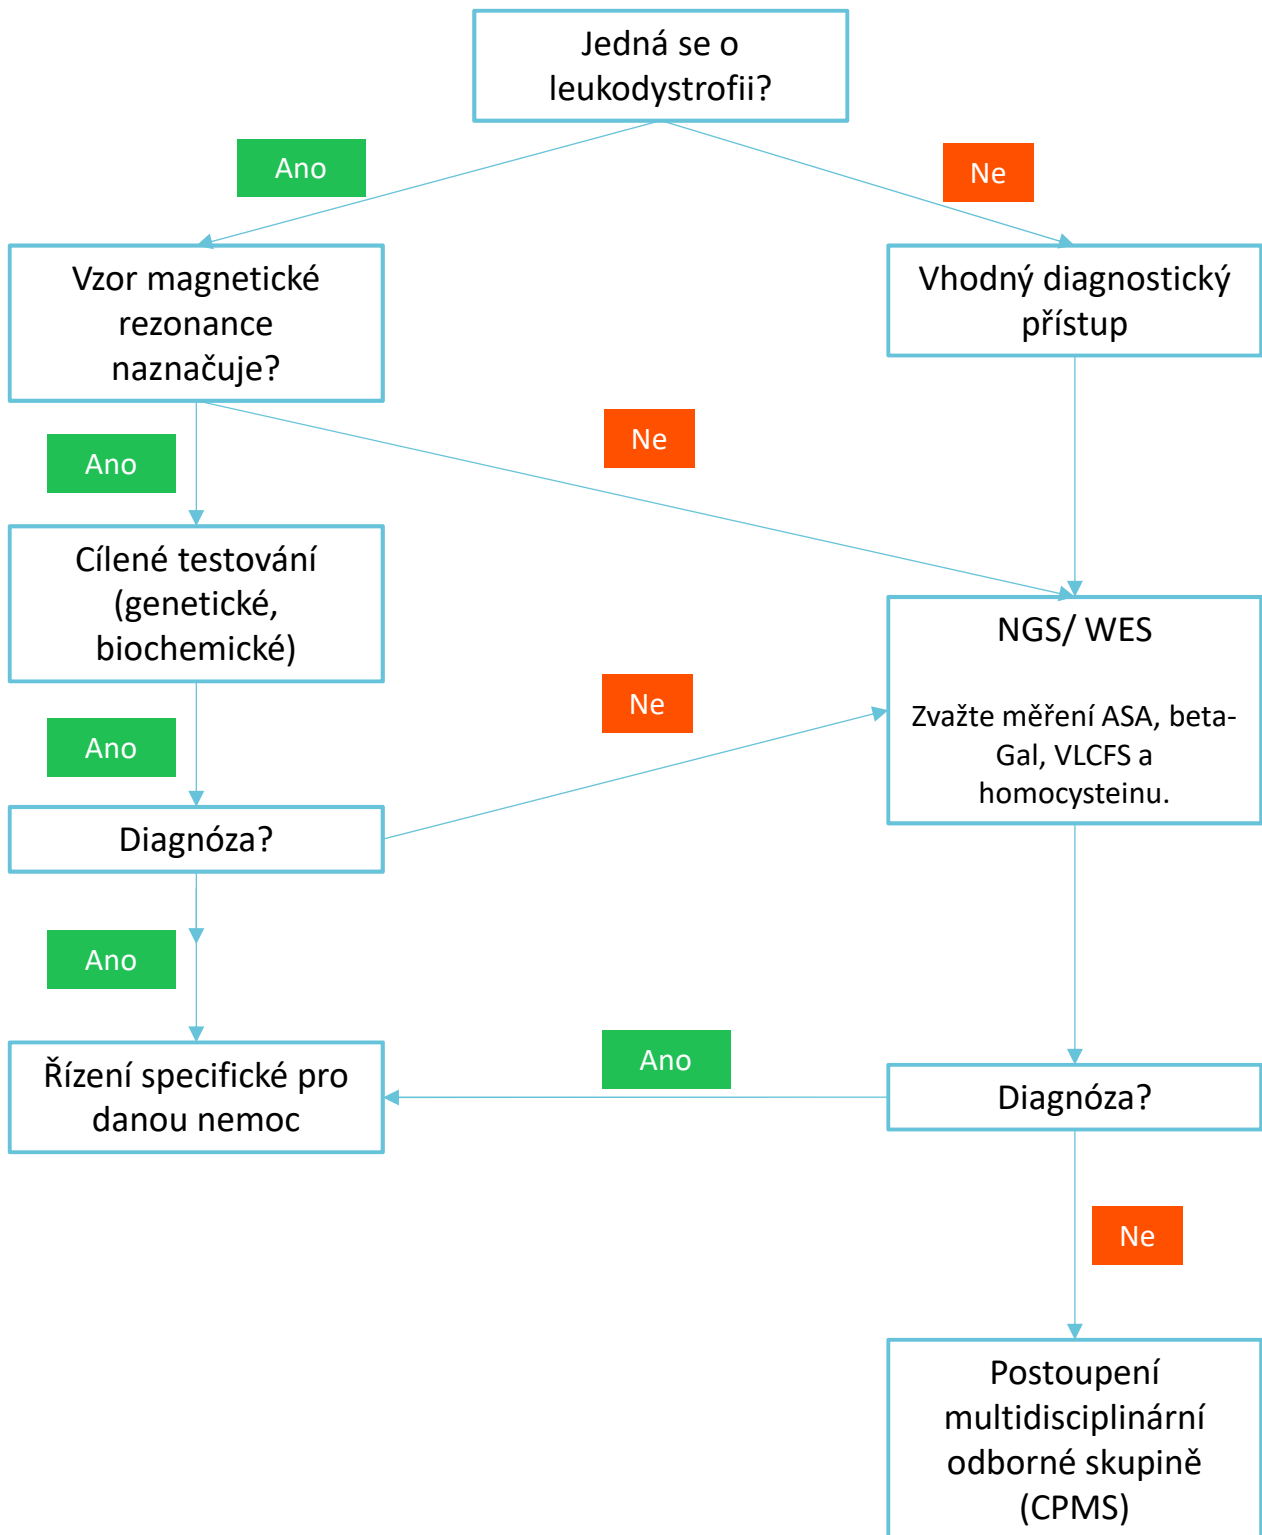 Jedná se o
leukodystrofii?
Ano
Ne
Vzor magnetické
rezonance
naznačuje?
Vhodný diagnostický
přístup
Ano
Ne
Cílené testování
(genetické,
biochemické)
NGS/ WES
Zvažte měření ASA, beta-
Gal, VLCFS a
homocysteinu.
Ano
Ne
Diagnóza?
Ano
Řízení specifické pro
danou nemoc
Ano
Diagnóza?
Ne
Postoupení
multidisciplinární
odborné skupině
(CPMS)